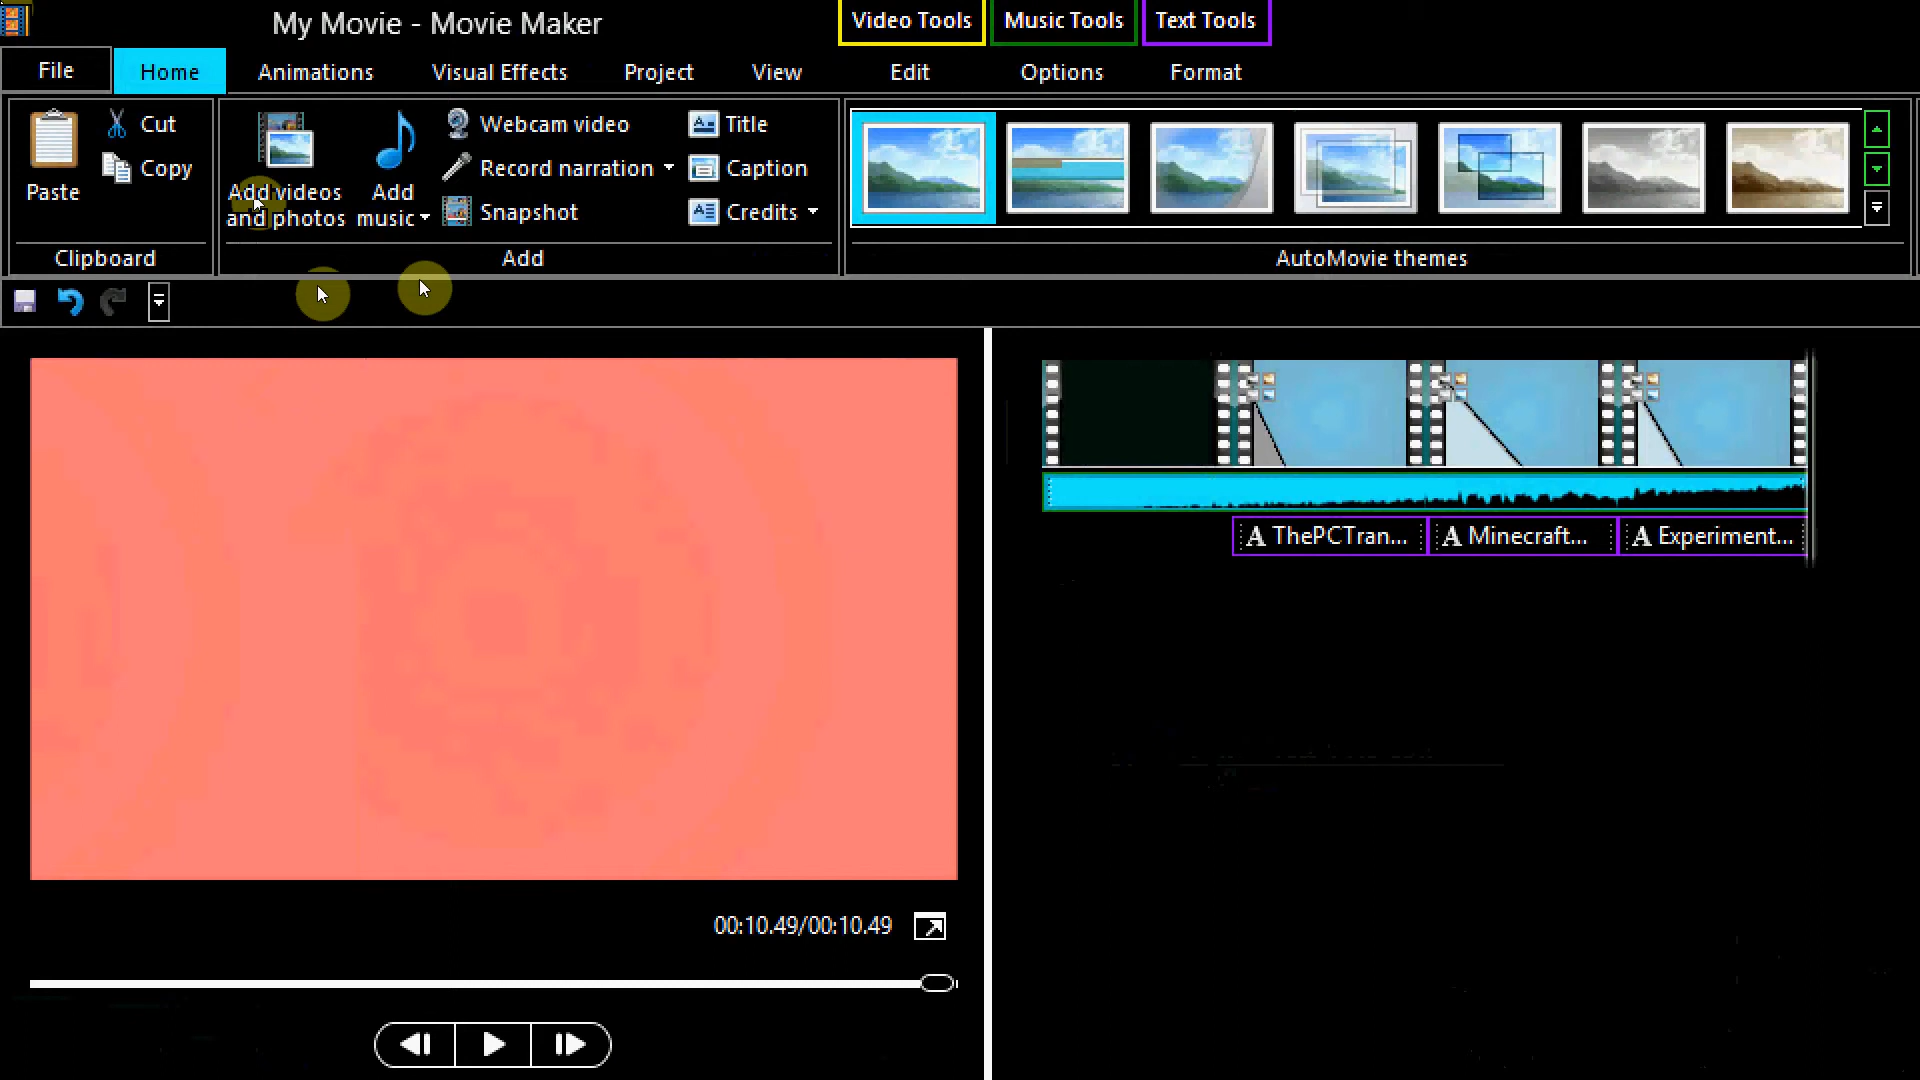 My Movie - Movie Maker
Video Tools
Music Tools
Text Tools
File
Home
Animations
Visual Effects
Project
View
Edit
Options
Format
Paste
Cut
Copy
Clipboard
Add videos
and photos
Add
music
Webcam video
Record narration
Snapshot
Title
Caption
Credits
Add
AutoMovie themes
A ThePCTran...
A Minecraft...
A Experiment...
00:10.49/00:10.49